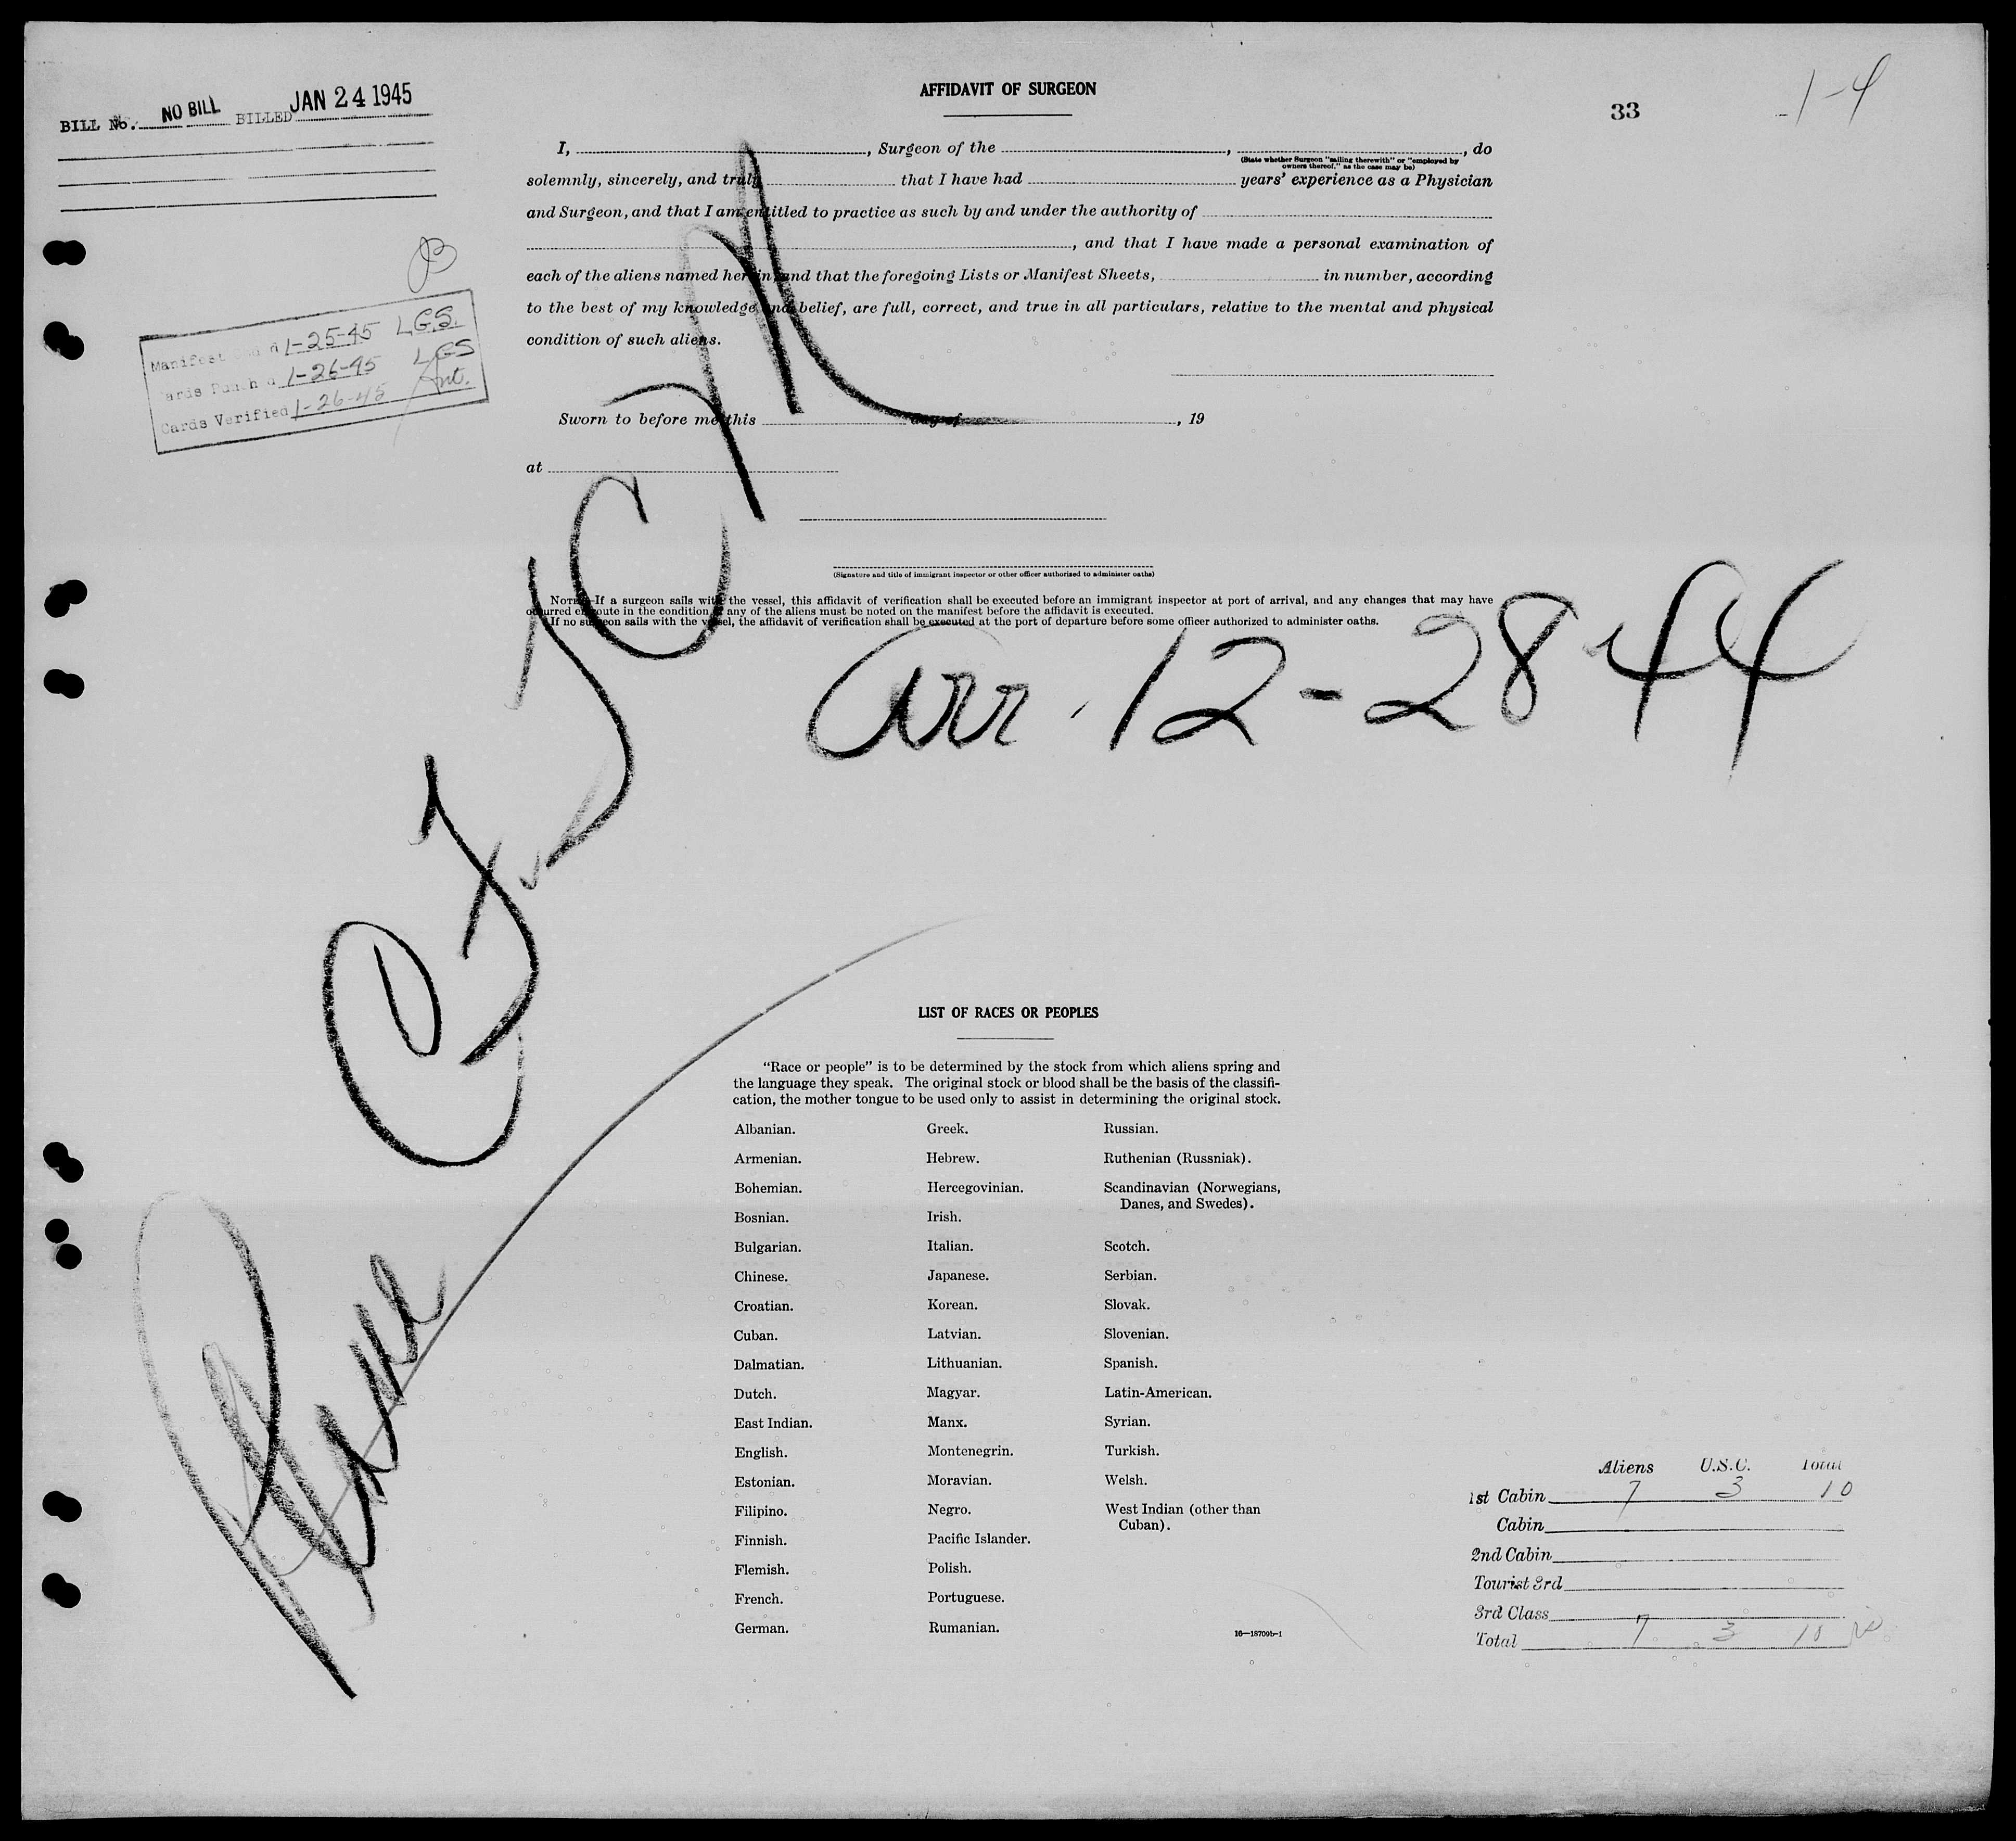 BILL No. NO BILL BILLED JAN 24 1945
AFFIDAVIT OF SURGEON
33
1-4
I, , Surgeon of the , , do
(State whether Surgeon "sailing therewith" or "employed by
owners thereof," as the case may be)
solemnly, sincerely, and truly that I have had years' experience as a Physician
and Surgeon, and that I am entitled to practice as such by and under the authority of
, and that I have made a personal examination of
each of the aliens named herein, and that the foregoing Lists or Manifest Sheets, in number, according
to the best of my knowledge and belief, are full, correct, and true in all particulars, relative to the mental and physical
condition of such aliens.
Manifest 1-25-45 LGS.
Cards Punch'd 1-26-45 LGS
Cards Verified 1-26-45 Ant.
Sworn to before me this day of , 19
at
(Signature and title of immigrant inspector or other officer authorized to administer oaths)
NOTE.—If a surgeon sails with the vessel, this affidavit of verification shall be executed before an immigrant inspector at port of arrival, and any changes that may have
occurred en route in the condition of any of the aliens must be noted on the manifest before the affidavit is executed.
If no surgeon sails with the vessel, the affidavit of verification shall be executed at the port of departure before some officer authorized to administer oaths.
Arr. 12-28-44
Plane
LIST OF RACES OR PEOPLES
"Race or people" is to be determined by the stock from which aliens spring and
the language they speak. The original stock or blood shall be the basis of the classifi-
cation, the mother tongue to be used only to assist in determining the original stock.
Albanian.
Armenian.
Bohemian.
Bosnian.
Bulgarian.
Chinese.
Croatian.
Cuban.
Dalmatian.
Dutch.
East Indian.
English.
Estonian.
Filipino.
Finnish.
Flemish.
French.
German.
Greek.
Hebrew.
Hercegovinian.
Irish.
Italian.
Japanese.
Korean.
Latvian.
Lithuanian.
Magyar.
Manx.
Montenegrin.
Moravian.
Negro.
Pacific Islander.
Polish.
Portuguese.
Rumanian.
Russian.
Ruthenian (Russniak).
Scandinavian (Norwegians,
Danes, and Swedes).
Scotch.
Serbian.
Slovak.
Slovenian.
Spanish.
Latin-American.
Syrian.
Turkish.
Welsh.
West Indian (other than
Cuban).
16—18709b-1
Aliens U.S.C. Total
1st Cabin 7 3 10
Cabin
2nd Cabin
Tourist 3rd
3rd Class
Total 7 3 10